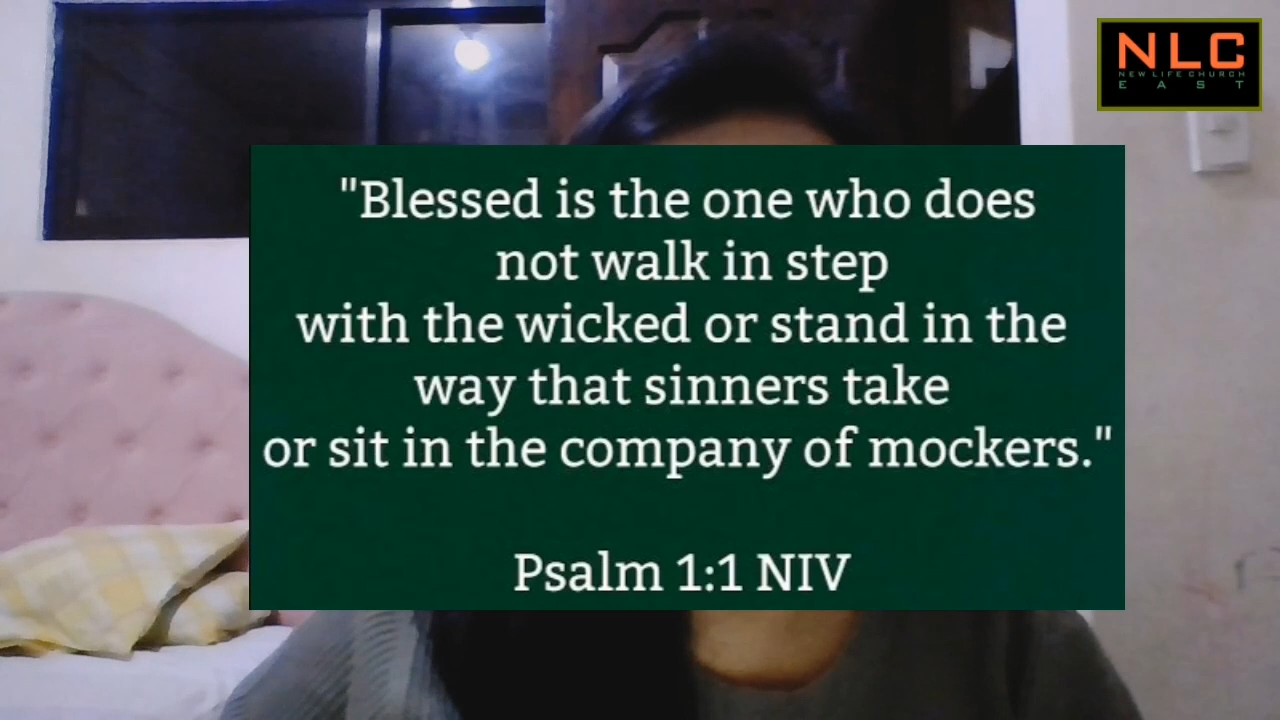 NLC
NEW LIFE CHURCH
EAST
"Blessed is the one who does
not walk in step
with the wicked or stand in the
way that sinners take
or sit in the company of mockers."
Psalm 1:1 NIV